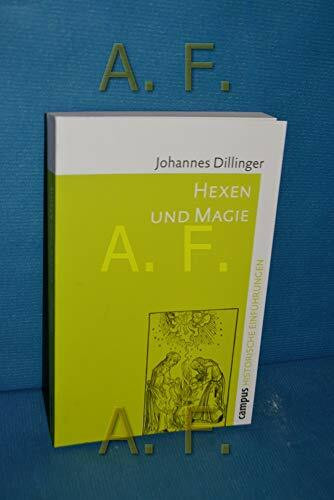 A. F.
Johannes Dillinger
HEXEN
UND MAGIE
A. F.
campus HISTORISCHE EINFÜHRUNGEN
A. F.